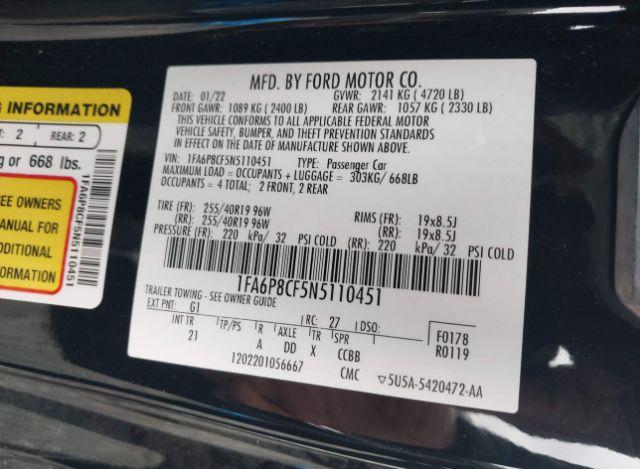 G INFORMATION
: 2 REAR: 2
g or 668 lbs.
EE OWNERS
ANUAL FOR
DDITIONAL
FORMATION
1FA6P8CF5N5110451
MFD. BY FORD MOTOR CO.
DATE: 01/22 GVWR: 2141 KG ( 4720 LB)
FRONT GAWR: 1089 KG ( 2400 LB) REAR GAWR: 1057 KG ( 2330 LB)
THIS VEHICLE CONFORMS TO ALL APPLICABLE FEDERAL MOTOR
VEHICLE SAFETY, BUMPER, AND THEFT PREVENTION STANDARDS
IN EFFECT ON THE DATE OF MANUFACTURE SHOWN ABOVE.
VIN: 1FA6P8CF5N5110451 TYPE: Passenger Car
MAXIMUM LOAD = OCCUPANTS + LUGGAGE = 303KG/ 668LB
OCCUPANTS = 4 TOTAL; 2 FRONT, 2 REAR
TIRE (FR): 255/40R19 96W RIMS (FR): 19x8.5J
(RR): 255/40R19 96W (RR): 19x8.5J
PRESSURE (FR): 220 kPa/ 32 PSI COLD (RR): 220 kPa/ 32 PSI COLD
1FA6P8CF5N5110451
TRAILER TOWING - SEE OWNER GUIDE
EXT PNT: G1 RC: 27 DSO: F0178
INT TR TP/PS R AXLE TR SPR R0119
21 A DD X CCBB
1202201056667 CMC ▽5U5A-5420472-AA